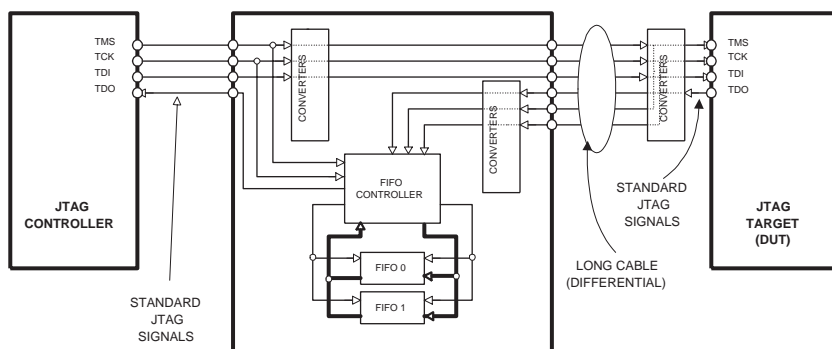 TMS
TCK
TDI
TDO
JTAG
CONTROLLER
STANDARD
JTAG
SIGNALS
CONVERTERS
CONVERTERS
FIFO
CONTROLLER
FIFO 0
FIFO 1
LONG CABLE
(DIFFERENTIAL)
CONVERTERS
STANDARD
JTAG
SIGNALS
TMS
TCK
TDI
TDO
JTAG
TARGET
(DUT)